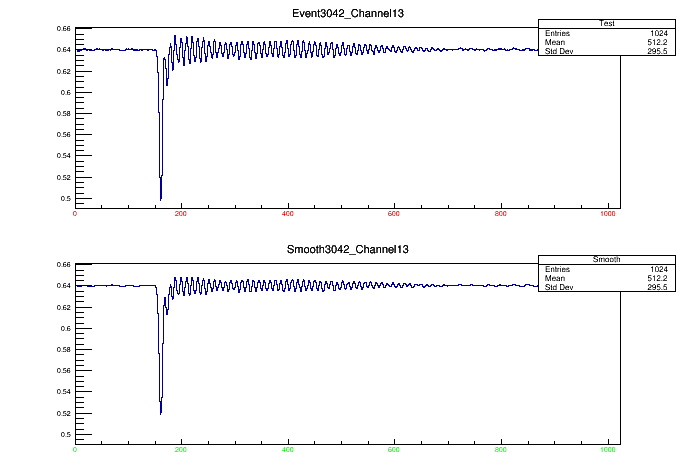 Event3042_Channel13
Test
Entries 1024
Mean 512.2
Std Dev 295.5
0.66
0.64
0.62
0.6
0.58
0.56
0.54
0.52
0.5
0 200 400 600 800 1000
Smooth3042_Channel13
Smooth
Entries 1024
Mean 512.2
Std Dev 295.5
0.66
0.64
0.62
0.6
0.58
0.56
0.54
0.52
0.5
0 200 400 600 800 1000